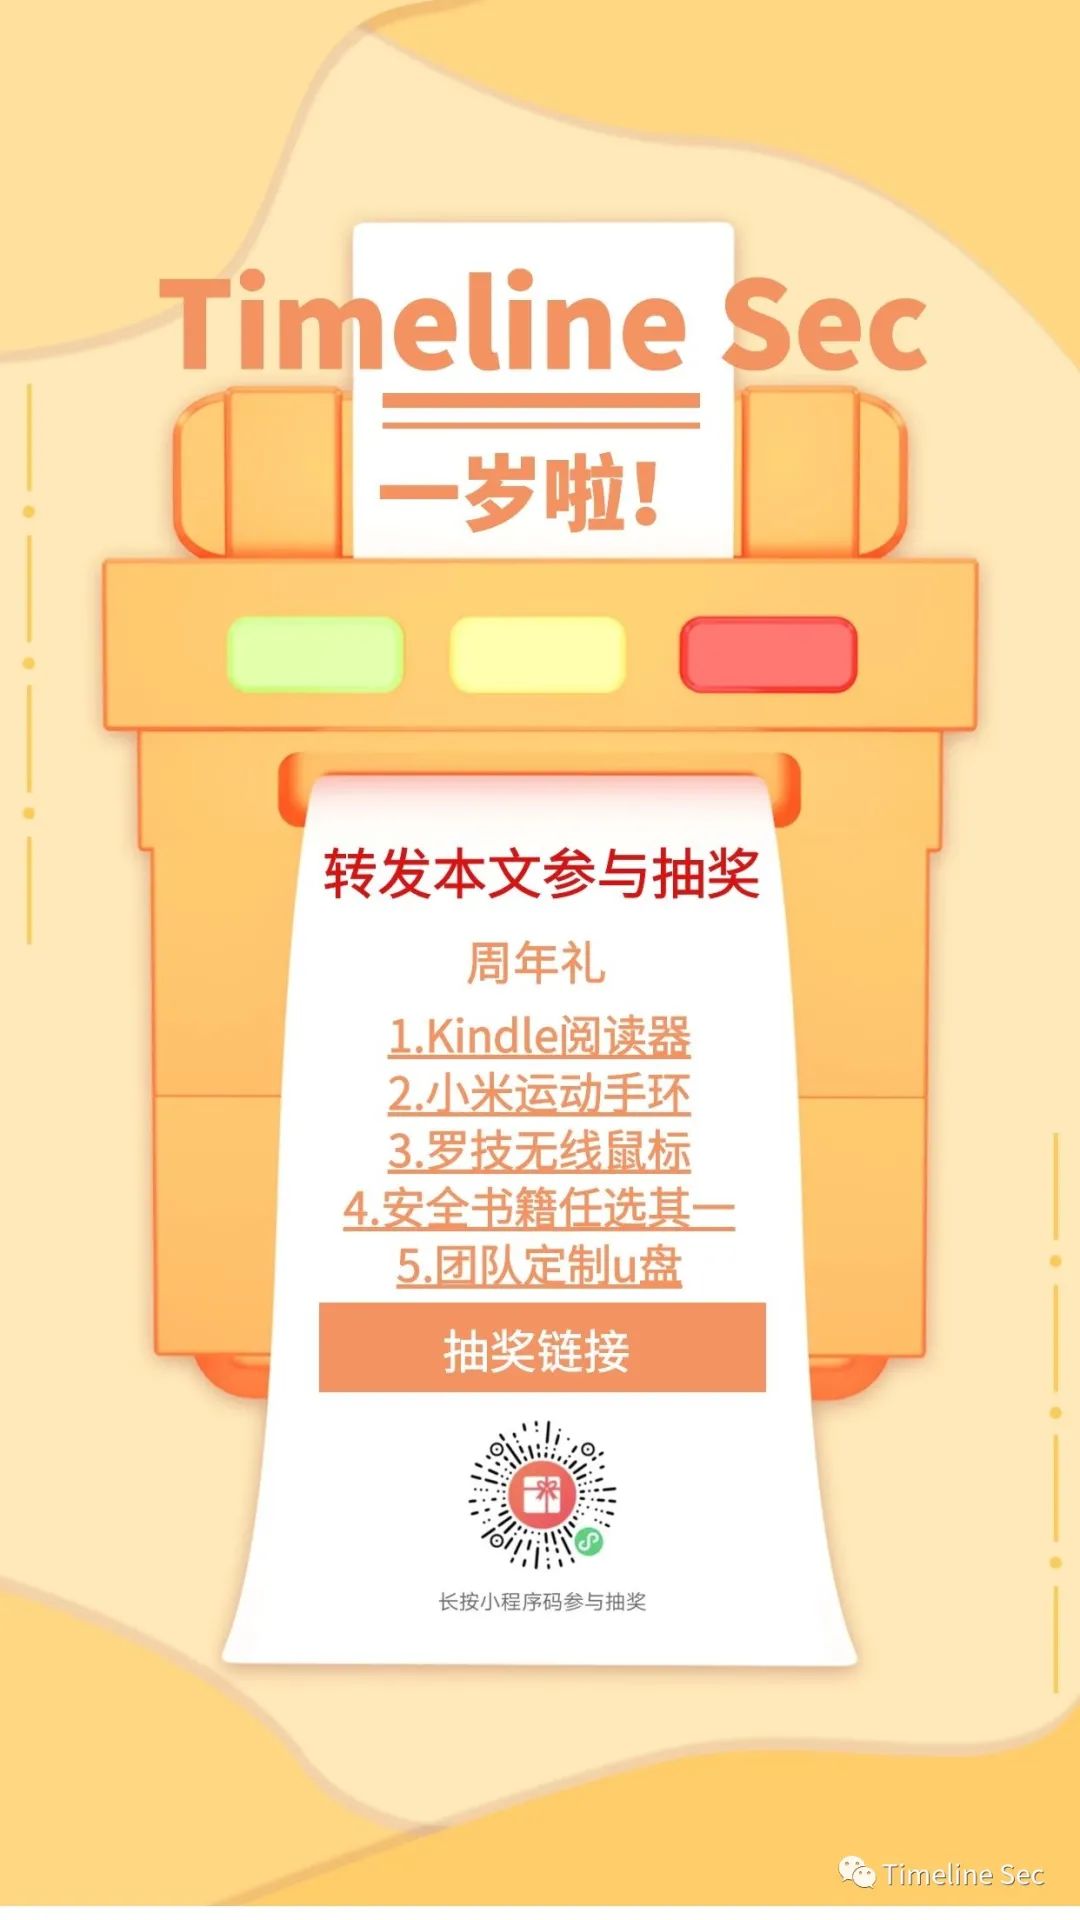 Timeline Sec
一岁啦!
转发本文参与抽奖
周年礼
1.Kindle阅读器
2.小米运动手环
3.罗技无线鼠标
4.安全书籍任选其一
5.团队定制u盘
抽奖链接
长按小程序码参与抽奖
Timeline Sec